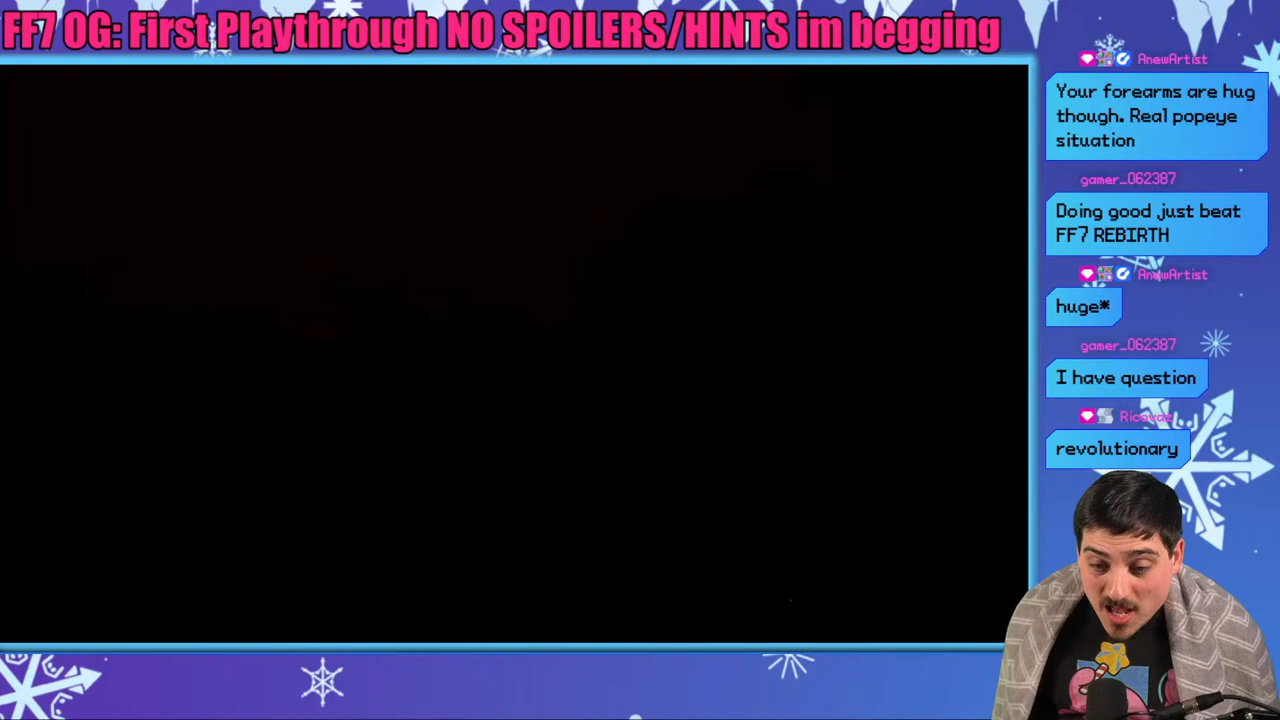 FF7 OG: First Playthrough NO SPOILERS/HINTS im begging
AnewArtist
Your forearms are hug
though. Real popeye
situation
gamer_062387
Doing good just beat
FF7 REBIRTH
AnewArtist
huge*
gamer_062387
I have question
revolutionary